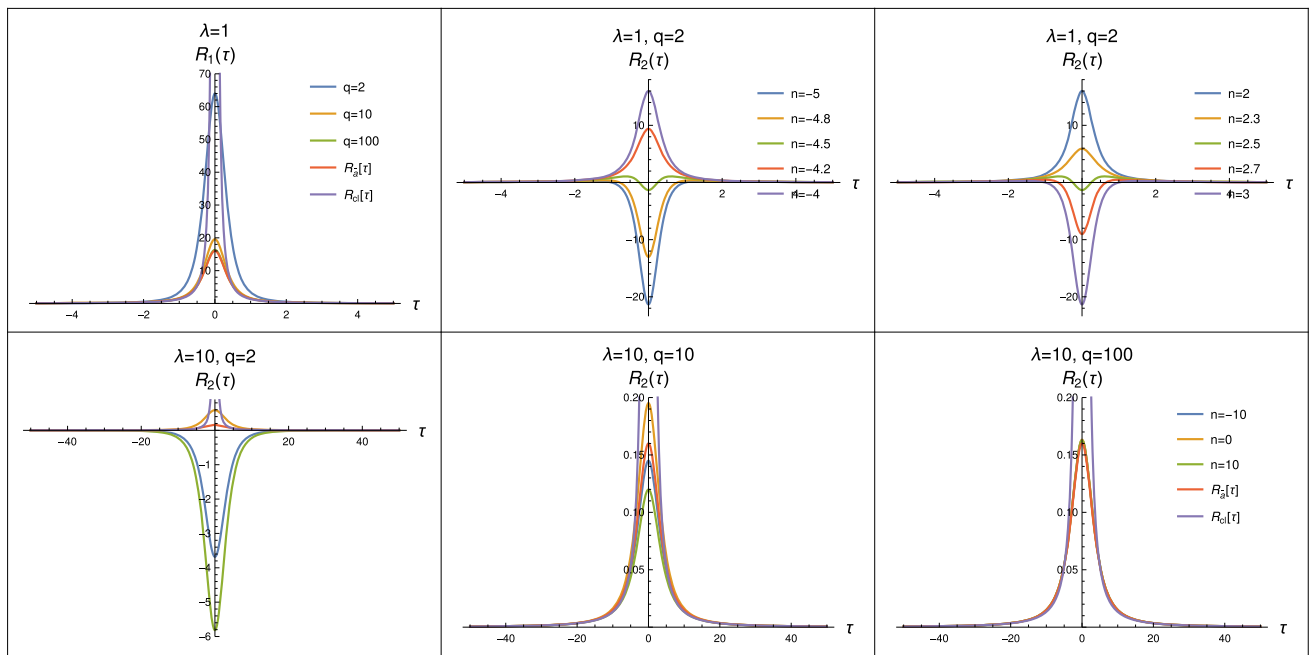 λ=1
R₁(τ)
70
60
50
40
30
20
10
−4 −2 0 2 4 τ
q=2
q=10
q=100
R_ā[τ]
R_cl[τ]
λ=1, q=2
R₂(τ)
10
−10
−20
−2 2 4 τ
n=−5
n=−4.8
n=−4.5
n=−4.2
n=−4
λ=1, q=2
R₂(τ)
10
−10
−20
−4 −2 2 τ
n=2
n=2.3
n=2.5
n=2.7
n=3
λ=10, q=2
R₂(τ)
−40 −20 20 40 τ
−1
−2
−3
−4
−5
−6
λ=10, q=10
R₂(τ)
0.20
0.15
0.10
0.05
−40 −20 0 20 40 τ
λ=10, q=100
R₂(τ)
0.20
0.15
0.10
0.05
−40 −20 0 20 40 τ
n=−10
n=0
n=10
R_ā[τ]
R_cl[τ]